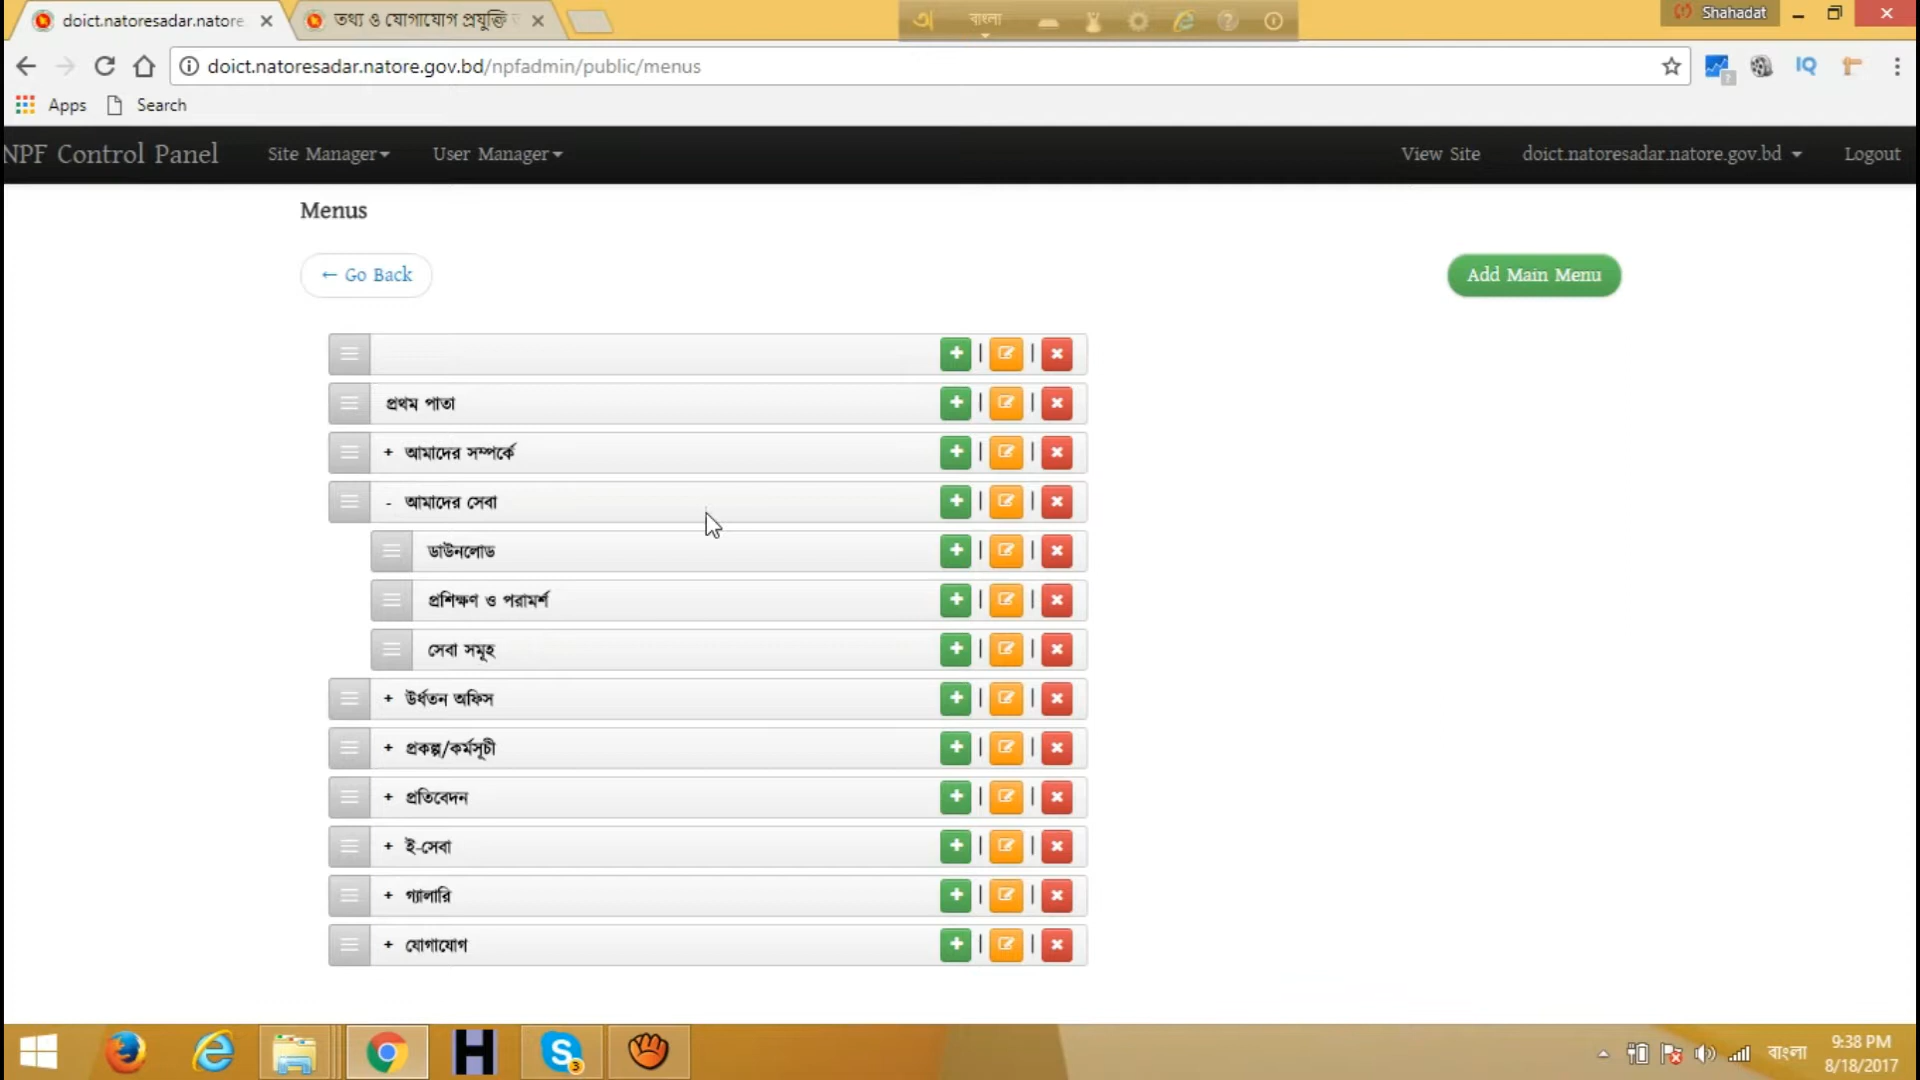 doict.natoresadar.natore
তথ্য ও যোগাযোগ প্রযুক্তি
অ বাংলা
Shahadat
doict.natoresadar.natore.gov.bd/npfadmin/public/menus
IQ
Apps Search
NPF Control Panel Site Manager User Manager View Site doict.natoresadar.natore.gov.bd Logout
Menus
← Go Back Add Main Menu
প্রথম পাতা
+ আমাদের সম্পর্কে
- আমাদের সেবা
ডাউনলোড
প্রশিক্ষণ ও পরামর্শ
সেবা সমূহ
+ উর্ধতন অফিস
+ প্রকল্প/কর্মসূচী
+ প্রতিবেদন
+ ই-সেবা
+ গ্যালারি
+ যোগাযোগ
বাংলা
9:38 PM
8/18/2017